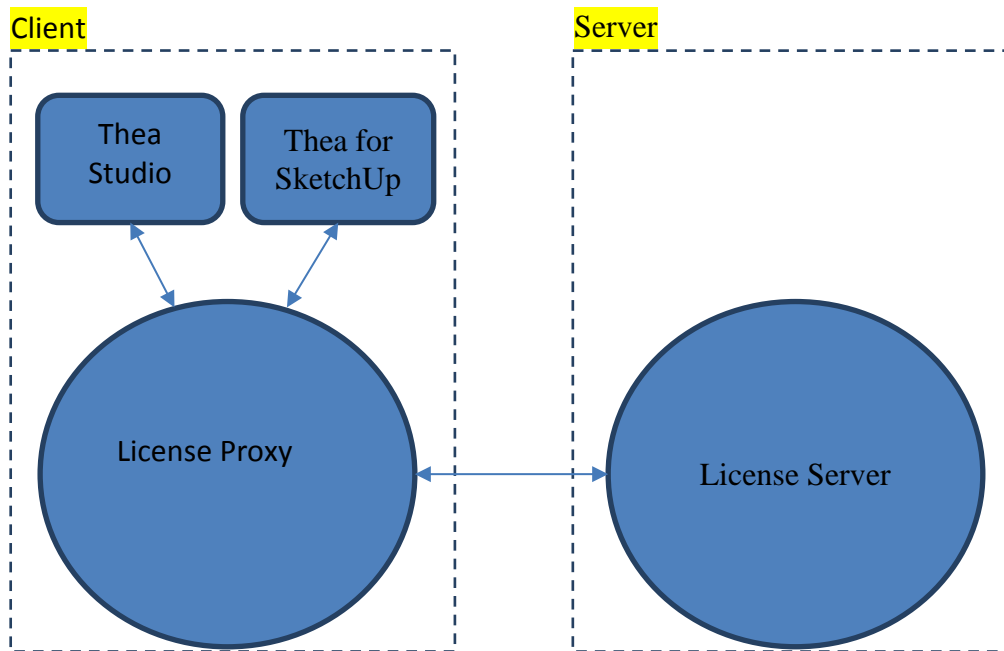 Client
Server
Thea
Studio
Thea for
SketchUp
License Proxy
License Server